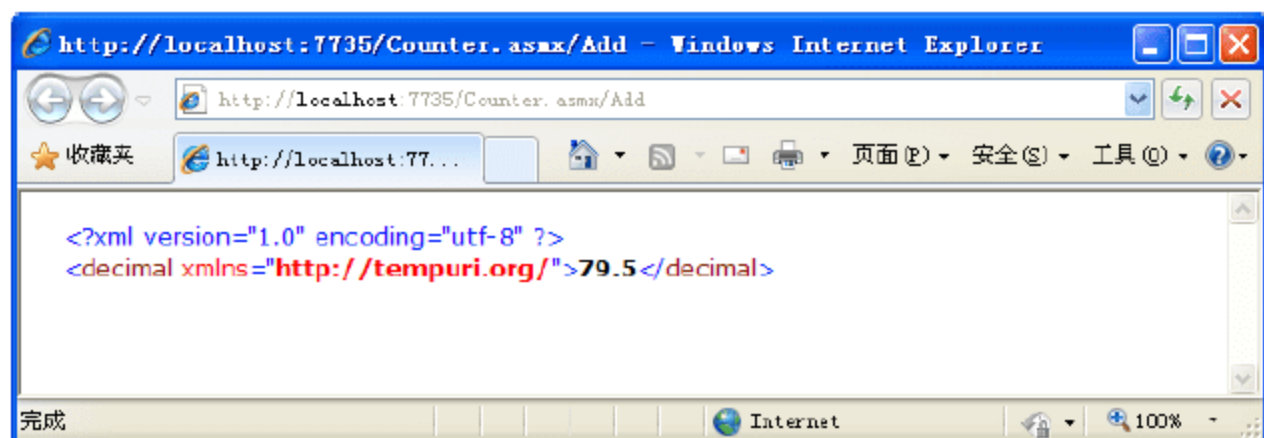 http://localhost:7735/Counter.asmx/Add - Windows Internet Explorer
http://localhost:7735/Counter.asmx/Add
收藏夹 http://localhost:77... 页面(P) 安全(S) 工具(O)
<?xml version="1.0" encoding="utf-8" ?>
<decimal xmlns="http://tempuri.org/">79.5</decimal>
完成 Internet 100%